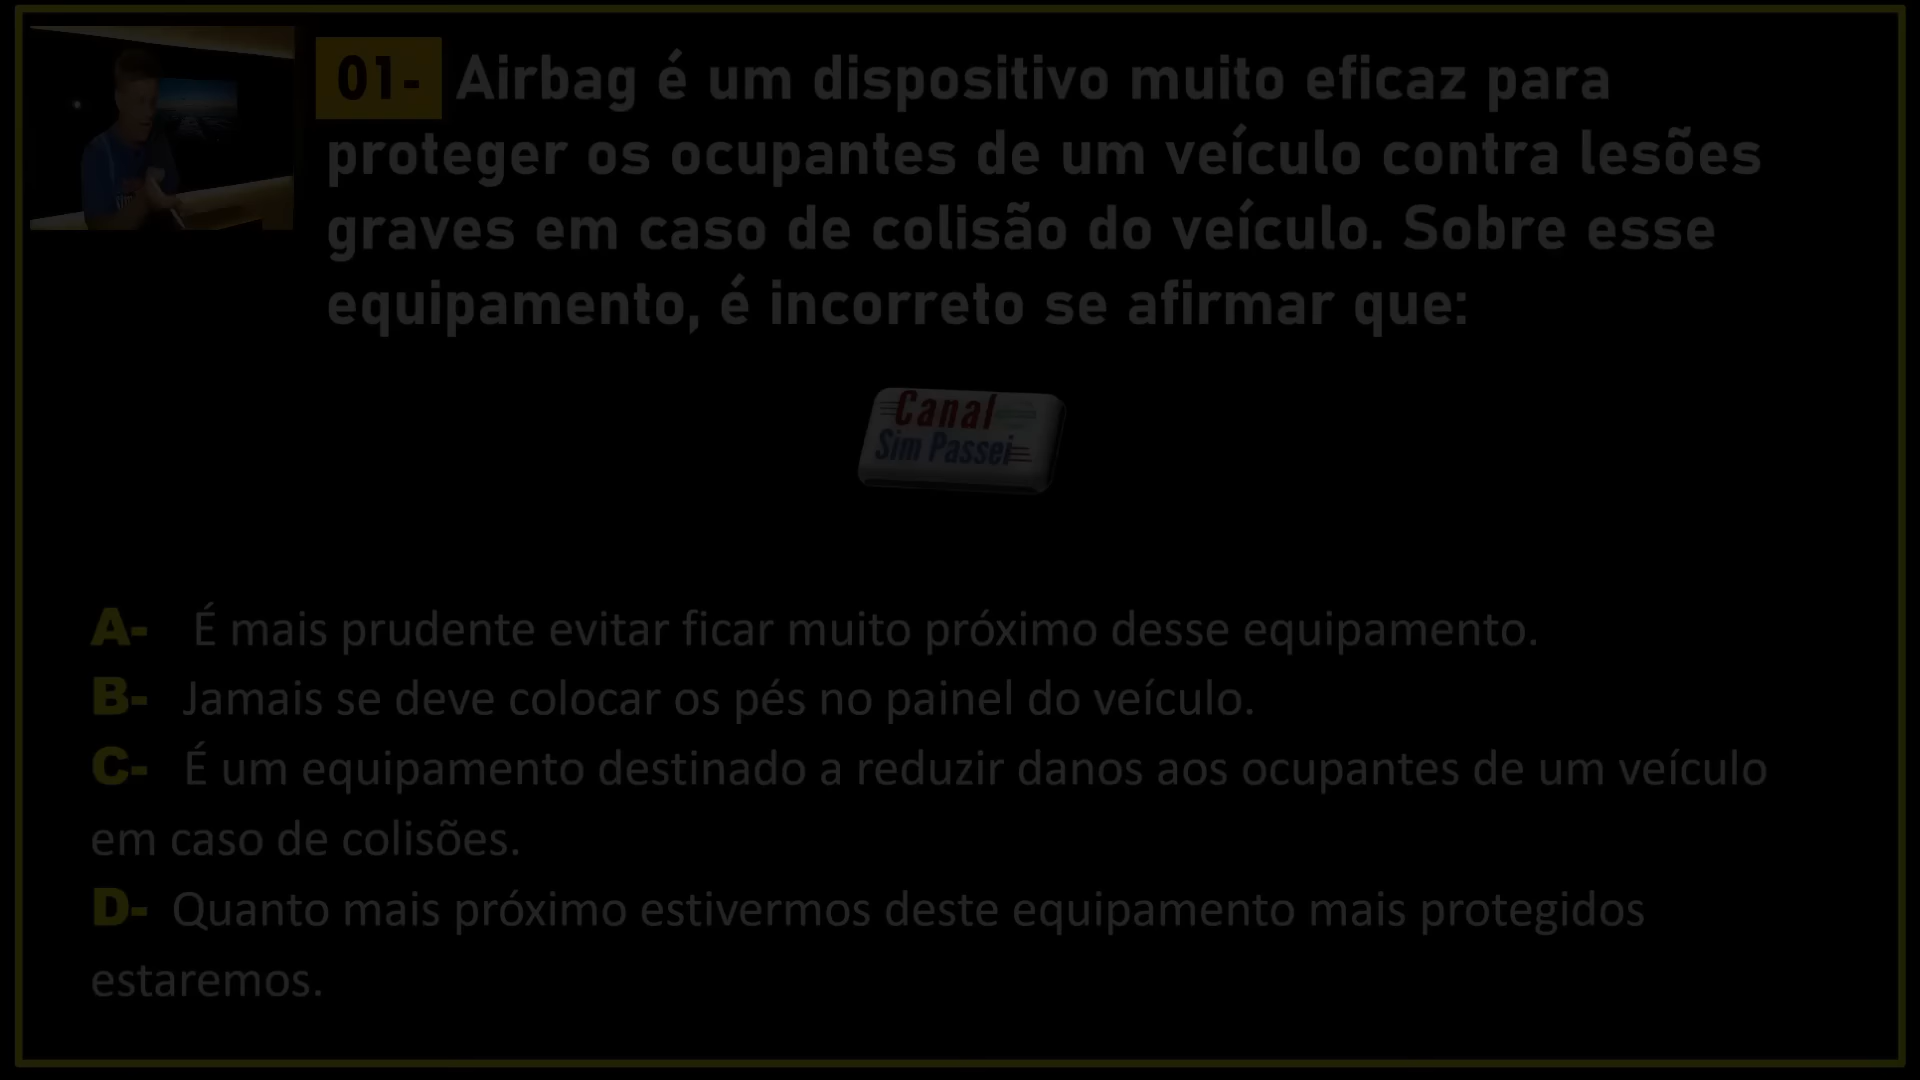 01- Airbag é um dispositivo muito eficaz para
proteger os ocupantes de um veículo contra lesões
graves em caso de colisão do veículo. Sobre esse
equipamento, é incorreto se afirmar que:
Canal
Sim Passei
A- É mais prudente evitar ficar muito próximo desse equipamento.
B- Jamais se deve colocar os pés no painel do veículo.
C- É um equipamento destinado a reduzir danos aos ocupantes de um veículo
em caso de colisões.
D- Quanto mais próximo estivermos deste equipamento mais protegidos
estaremos.